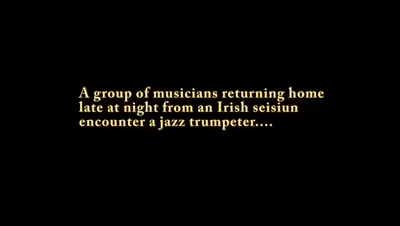 A group of musicians returning home
late at night from an Irish seisiun
encounter a jazz trumpeter....